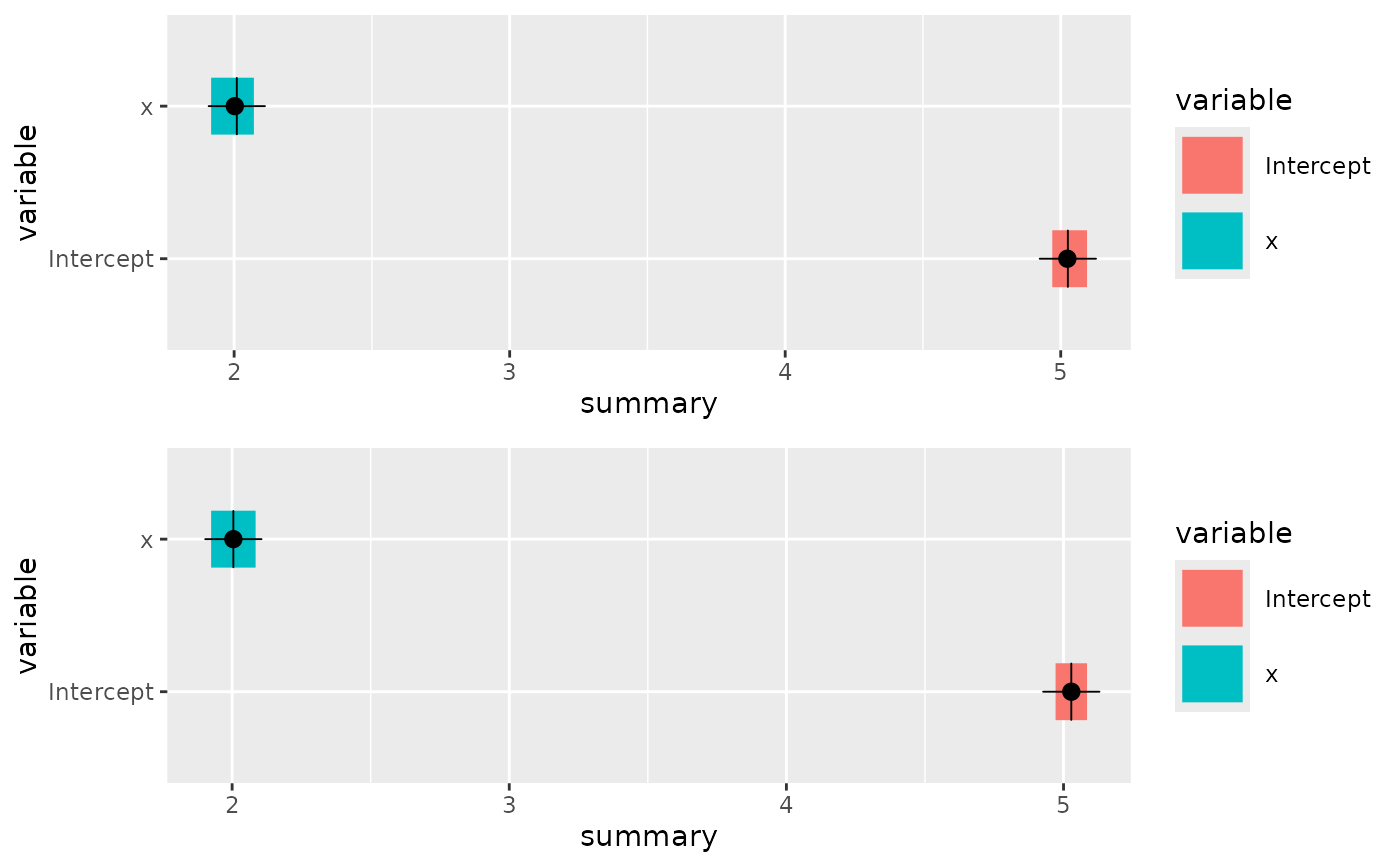 variable
x
Intercept
2 3 4 5
summary
variable
Intercept
x
variable
x
Intercept
2 3 4 5
summary
variable
Intercept
x